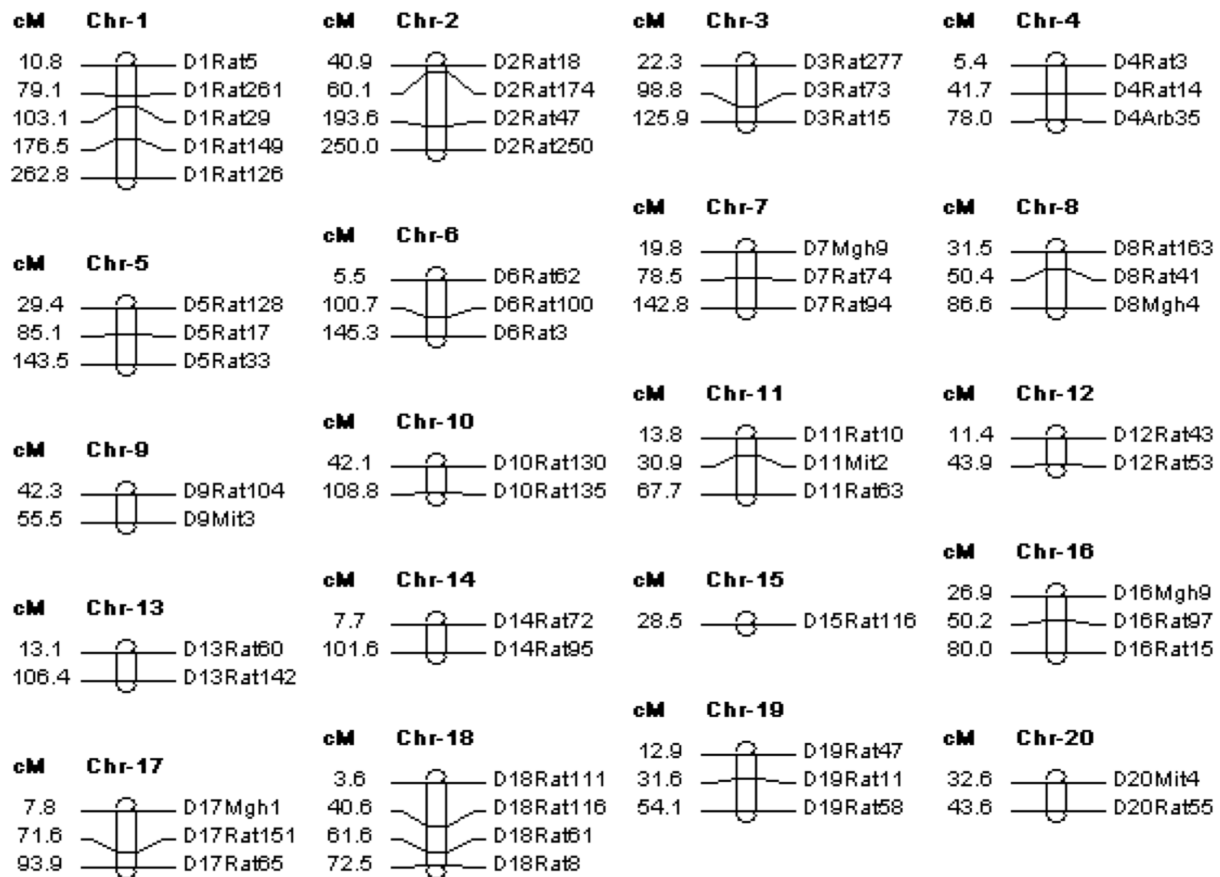 cM Chr-1
10.8 D1Rat5
79.1 D1Rat261
103.1 D1Rat29
176.5 D1Rat149
262.8 D1Rat126
cM Chr-2
40.9 D2Rat18
60.1 D2Rat174
193.6 D2Rat47
250.0 D2Rat250
cM Chr-3
22.3 D3Rat277
98.8 D3Rat73
125.9 D3Rat15
cM Chr-4
5.4 D4Rat3
41.7 D4Rat14
78.0 D4Arb35
cM Chr-5
29.4 D5Rat128
85.1 D5Rat17
143.5 D5Rat33
cM Chr-6
5.5 D6Rat62
100.7 D6Rat100
145.3 D6Rat3
cM Chr-7
19.8 D7Mgh9
78.5 D7Rat74
142.8 D7Rat94
cM Chr-8
31.5 D8Rat163
50.4 D8Rat41
86.6 D8Mgh4
cM Chr-9
42.3 D9Rat104
55.5 D9Mit3
cM Chr-10
42.1 D10Rat130
108.8 D10Rat135
cM Chr-11
13.8 D11Rat10
30.9 D11Mit2
67.7 D11Rat63
cM Chr-12
11.4 D12Rat43
43.9 D12Rat53
cM Chr-13
13.1 D13Rat60
106.4 D13Rat142
cM Chr-14
7.7 D14Rat72
101.6 D14Rat95
cM Chr-15
28.5 D15Rat116
cM Chr-16
26.9 D16Mgh9
50.2 D16Rat97
80.0 D16Rat15
cM Chr-17
7.8 D17Mgh1
71.6 D17Rat151
93.9 D17Rat65
cM Chr-18
3.6 D18Rat111
40.6 D18Rat116
61.6 D18Rat61
72.5 D18Rat8
cM Chr-19
12.9 D19Rat47
31.6 D19Rat11
54.1 D19Rat58
cM Chr-20
32.6 D20Mit4
43.6 D20Rat55